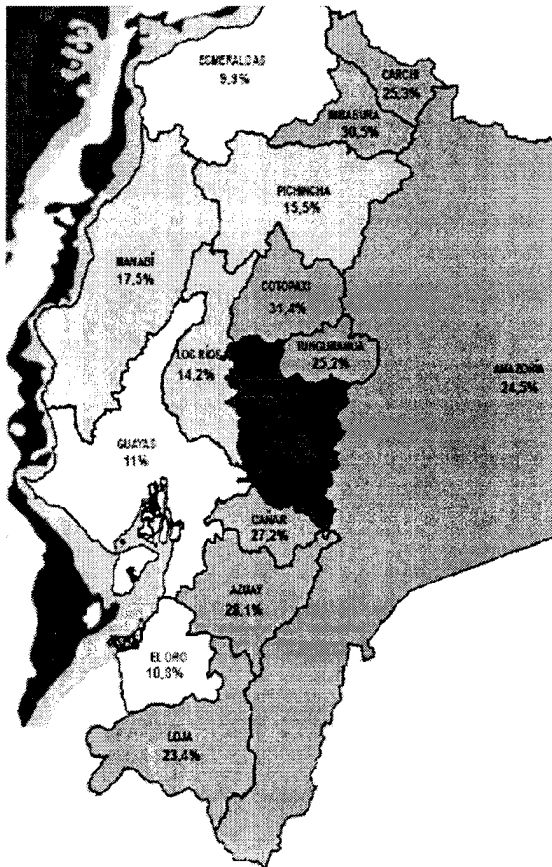 ESMERALDAS
9,9%
CARCHI
25,3%
IMBABURA
30,5%
PICHINCHA
15,5%
MANABÍ
17,5%
COTOPAXI
31,4%
LOS RÍOS
14,2%
TUNGURAHUA
25,2%
AMAZONÍA
24,5%
GUAYAS
11%
CAÑAR
27,2%
AZUAY
28,1%
EL ORO
10,3%
LOJA
23,4%